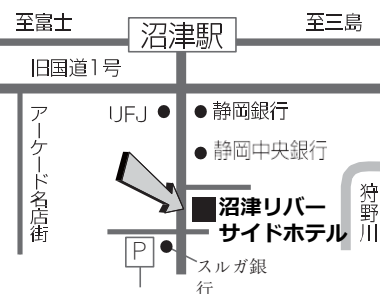 至富士
沼津駅
至三島
旧国道1号
アーケード名店街
UFJ
静岡銀行
静岡中央銀行
狩野川
沼津リバー
サイドホテル
P
スルガ銀
行